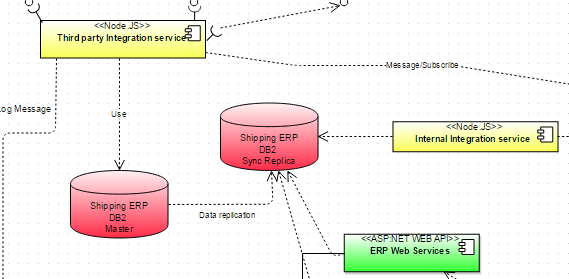 <<Node.JS>>
Third party Integration service
Message/Subscribe
Log Message
Use
Shipping ERP
DB2
Sync Replica
<<Node.JS>>
Internal Integration service
Shipping ERP
DB2
Master
Data replication
<<ASP.NET WEB API>>
ERP Web Services